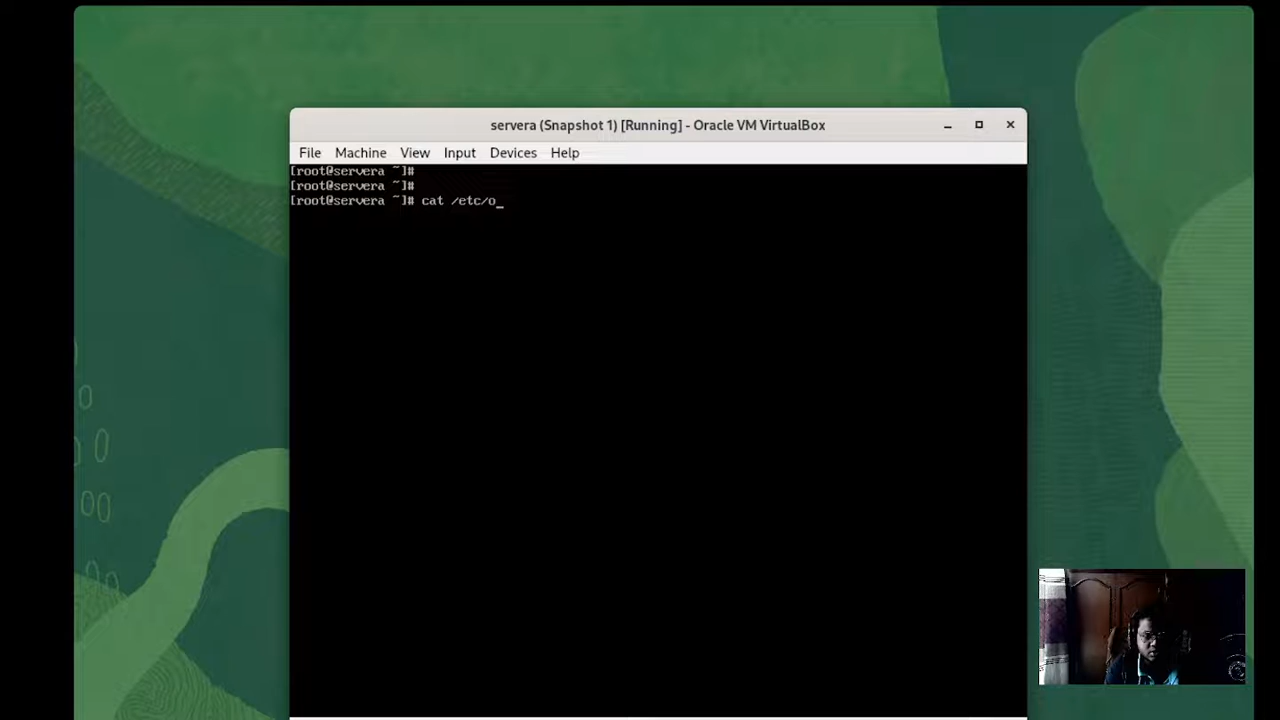 servera (Snapshot 1) [Running] - Oracle VM VirtualBox
File Machine View Input Devices Help
[root@servera ~]#
[root@servera ~]#
[root@servera ~]# cat /etc/o_